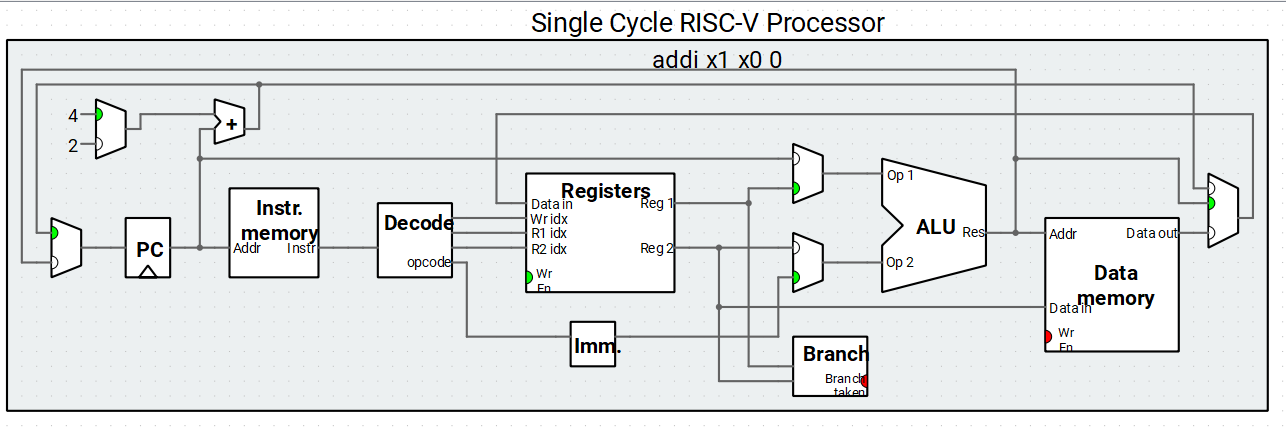 Single Cycle RISC-V Processor
addi x1 x0 0
4
2
+
PC
Instr.
memory
Addr
Instr
Decode
opcode
Registers
Data in
Wr idx
R1 idx
R2 idx
Wr
En
Reg 1
Reg 2
Imm.
Op 1
Op 2
ALU
Res
Branch
Branch
taken
Addr
Data out
Data
memory
Data in
Wr
En